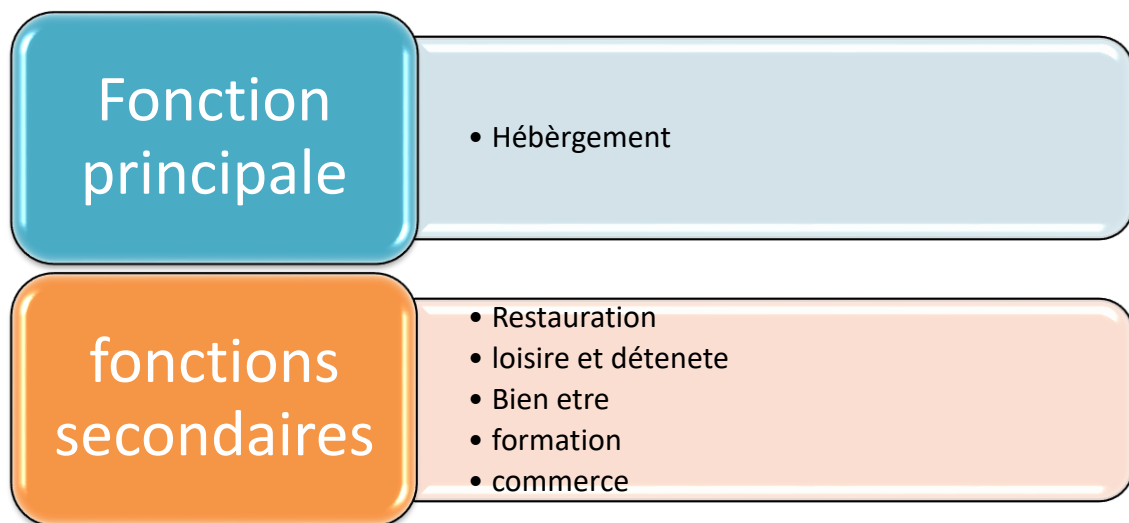 Fonction
principale
• Hébèrgement
fonctions
secondaires
• Restauration
• loisire et détenete
• Bien etre
• formation
• commerce